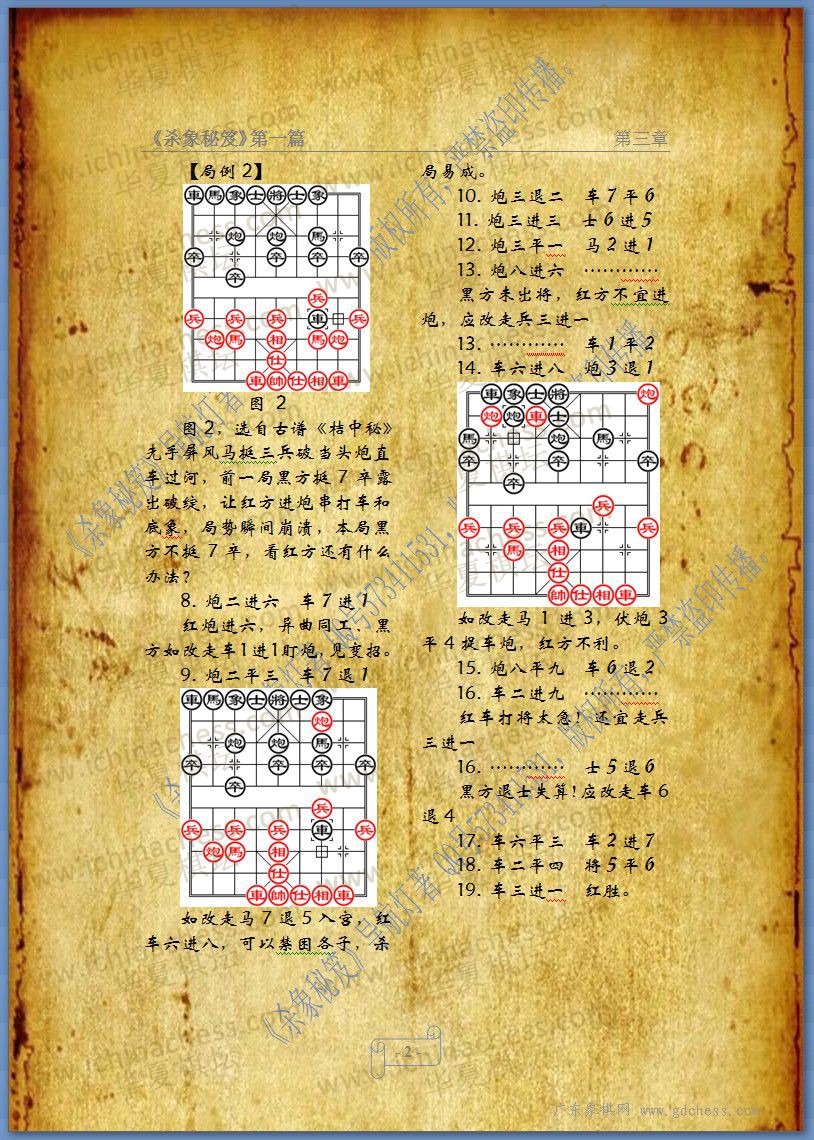 《杀象秘笈》第一篇
第三章
【局例 2】
車馬象士將士象
炮 炮 馬
卒 卒 卒 卒
卒
兵
兵 兵 兵 車 兵
炮馬 相 馬炮
仕
車帥仕相車
图 2
图 2，选自古谱《桔中秘》
先手屏风马挺三兵破当头炮直
车过河，前一局黑方挺 7 卒露
出破绽，让红方进炮串打车和
底象，局势瞬间崩溃，本局黑
方不挺 7 卒，看红方还有什么
办法？
8. 炮二进六 车 7 进 1
红炮进六，异曲同工、黑
方如改走车1进1盯炮，见变招。
9. 炮二平三 车 7 退 1
車馬象士將士象
炮
炮 炮 馬
卒 卒 卒 卒
卒
兵
兵 兵 兵 車 兵
炮馬 相
仕
車帥仕相車
如改走马 7 退 5 入宫，红
车六进八，可以禁困各子，杀
局易成。
10. 炮三退二 车 7 平 6
11. 炮三进三 士 6 进 5
12. 炮三平一 马 2 进 1
13. 炮八进六 …………
黑方未出将，红方不宜进
炮，应改走兵三进一
13. ………… 车 1 平 2
14. 车六进八 炮 3 退 1
車象士將 炮
炮炮車士
馬 炮 馬
卒 卒 卒
卒
兵
兵 兵 兵車 兵
馬 相
仕
帥仕相車
如改走马 1 进 3，伏炮 3
平 4 捉车炮，红方不利。
15. 炮八平九 车 6 退 2
16. 车二进九 …………
红车打将太急！还宜走兵
三进一
16. ………… 士 5 退 6
黑方退士失算！应改走车 6
退 4
17. 车六平三 车 2 进 7
18. 车二平四 将 5 平 6
19. 车三进一 红胜。
- 2 -
广东象棋网 www.gdchess.com